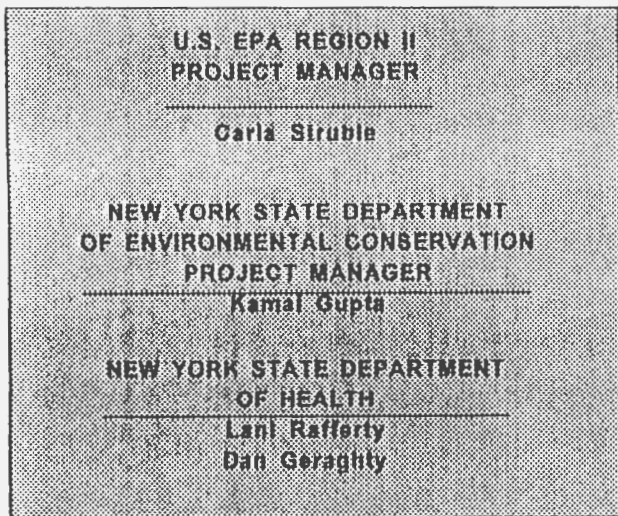 U.S. EPA REGION II
PROJECT MANAGER
Carla Struble
NEW YORK STATE DEPARTMENT
OF ENVIRONMENTAL CONSERVATION
PROJECT MANAGER
Kamal Gupta
NEW YORK STATE DEPARTMENT
OF HEALTH
Lani Rafferty
Dan Geraghty